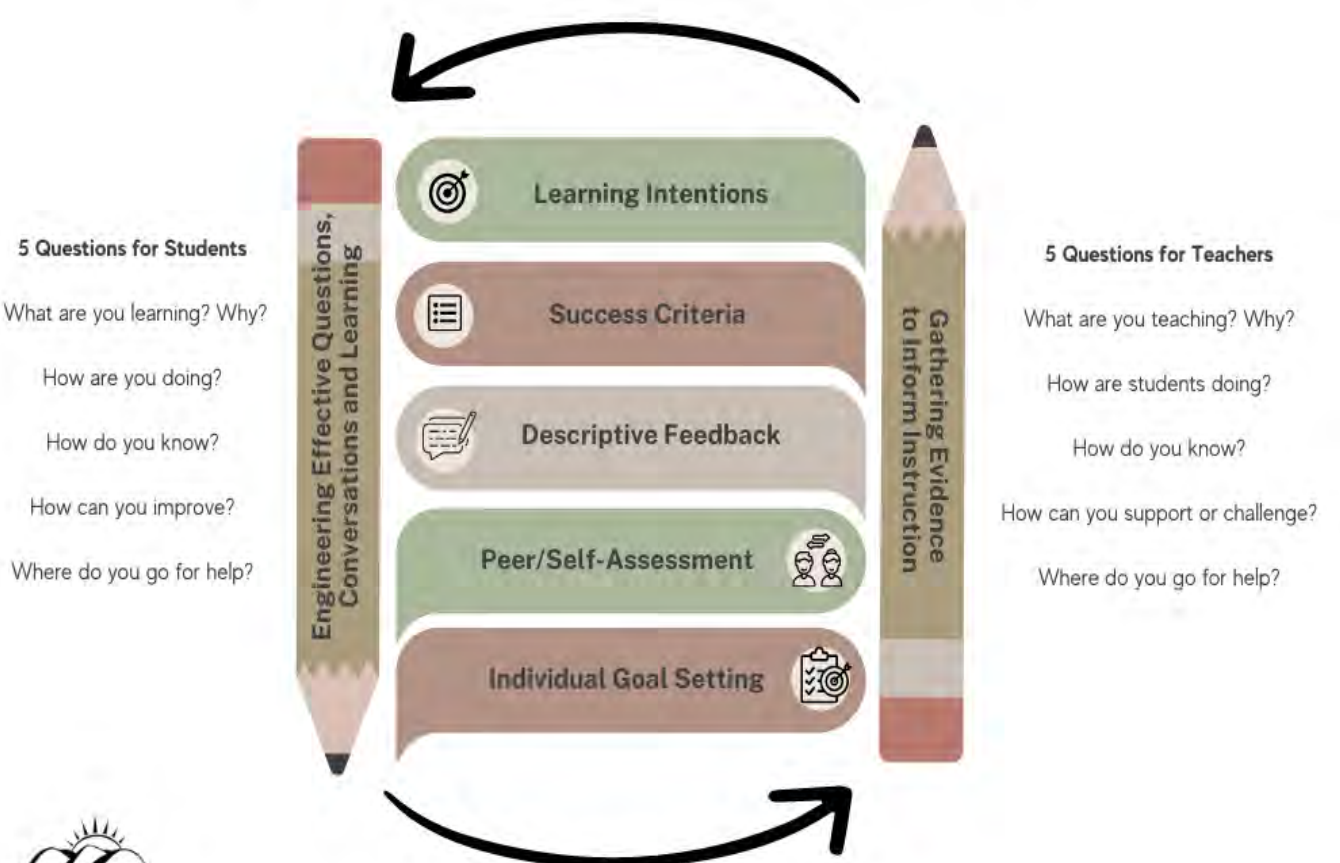 5 Questions for Students
What are you learning? Why?
How are you doing?
How do you know?
How can you improve?
Where do you go for help?
Engineering Effective Questions,
Conversations and Learning
Learning Intentions
Success Criteria
Descriptive Feedback
Peer/Self-Assessment
Individual Goal Setting
Gathering Evidence
to Inform Instruction
5 Questions for Teachers
What are you teaching? Why?
How are students doing?
How do you know?
How can you support or challenge?
Where do you go for help?